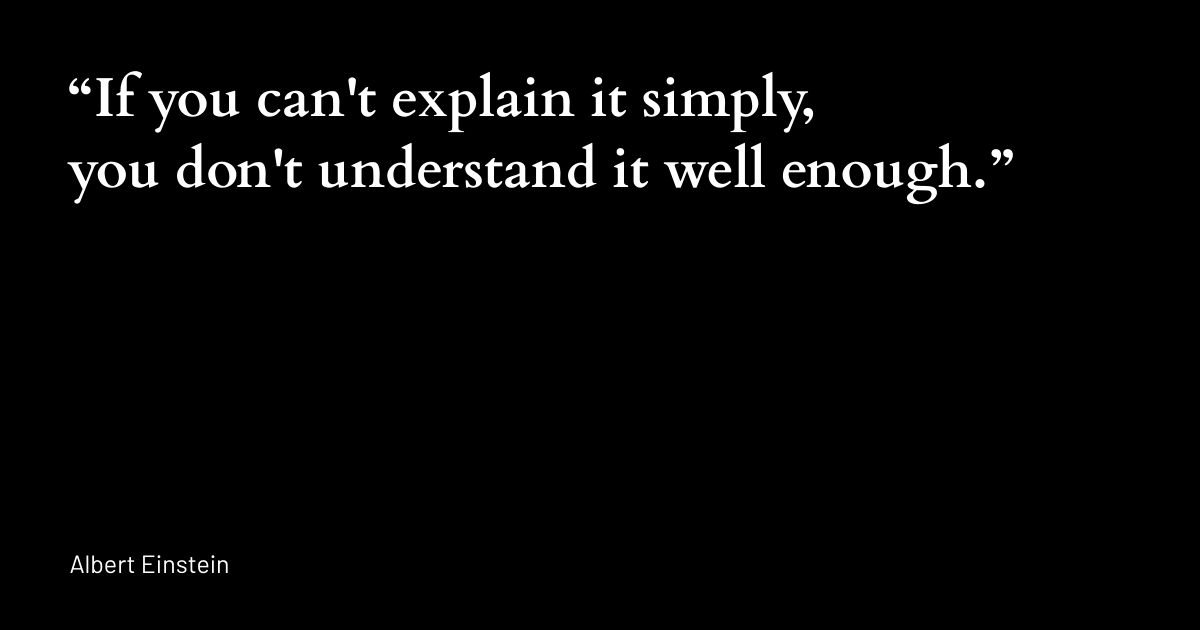 “If you can't explain it simply,
you don't understand it well enough.”
Albert Einstein